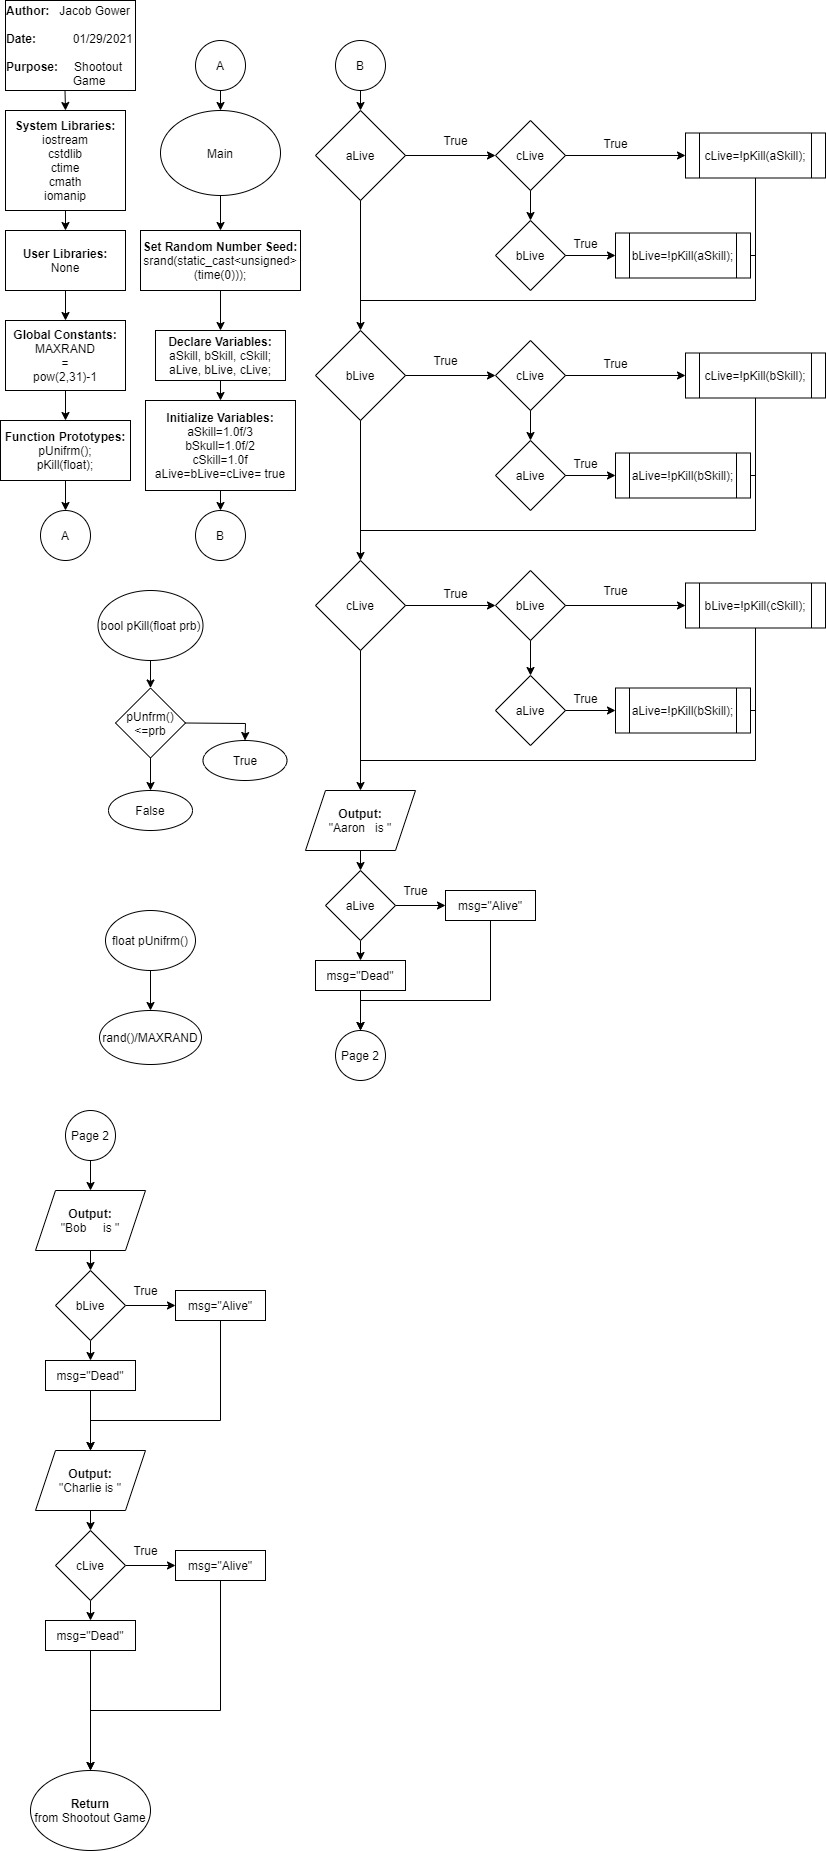 Author: Jacob Gower
Date: 01/29/2021
Purpose: Shootout
Game
System Libraries:
iostream
cstdlib
ctime
cmath
iomanip
User Libraries:
None
Global Constants:
MAXRAND
=
pow(2,31)-1
Function Prototypes:
pUnifrm();
pKill(float);
A
A
Main
Set Random Number Seed:
srand(static_cast<unsigned>
(time(0)));
Declare Variables:
aSkill, bSkill, cSkill;
aLive, bLive, cLive;
Initialize Variables:
aSkill=1.0f/3
bSkull=1.0f/2
cSkill=1.0f
aLive=bLive=cLive= true
B
B
aLive
True
cLive
True
cLive=!pKill(aSkill);
bLive
True
bLive=!pKill(aSkill);
bLive
True
cLive
True
cLive=!pKill(bSkill);
aLive
True
aLive=!pKill(bSkill);
cLive
True
bLive
True
bLive=!pKill(cSkill);
aLive
True
aLive=!pKill(bSkill);
Output:
"Aaron is "
aLive
True
msg="Alive"
msg="Dead"
Page 2
bool pKill(float prb)
pUnfrm()
<=prb
True
False
float pUnifrm()
rand()/MAXRAND
Page 2
Output:
"Bob is "
bLive
True
msg="Alive"
msg="Dead"
Output:
"Charlie is "
cLive
True
msg="Alive"
msg="Dead"
Return
from Shootout Game